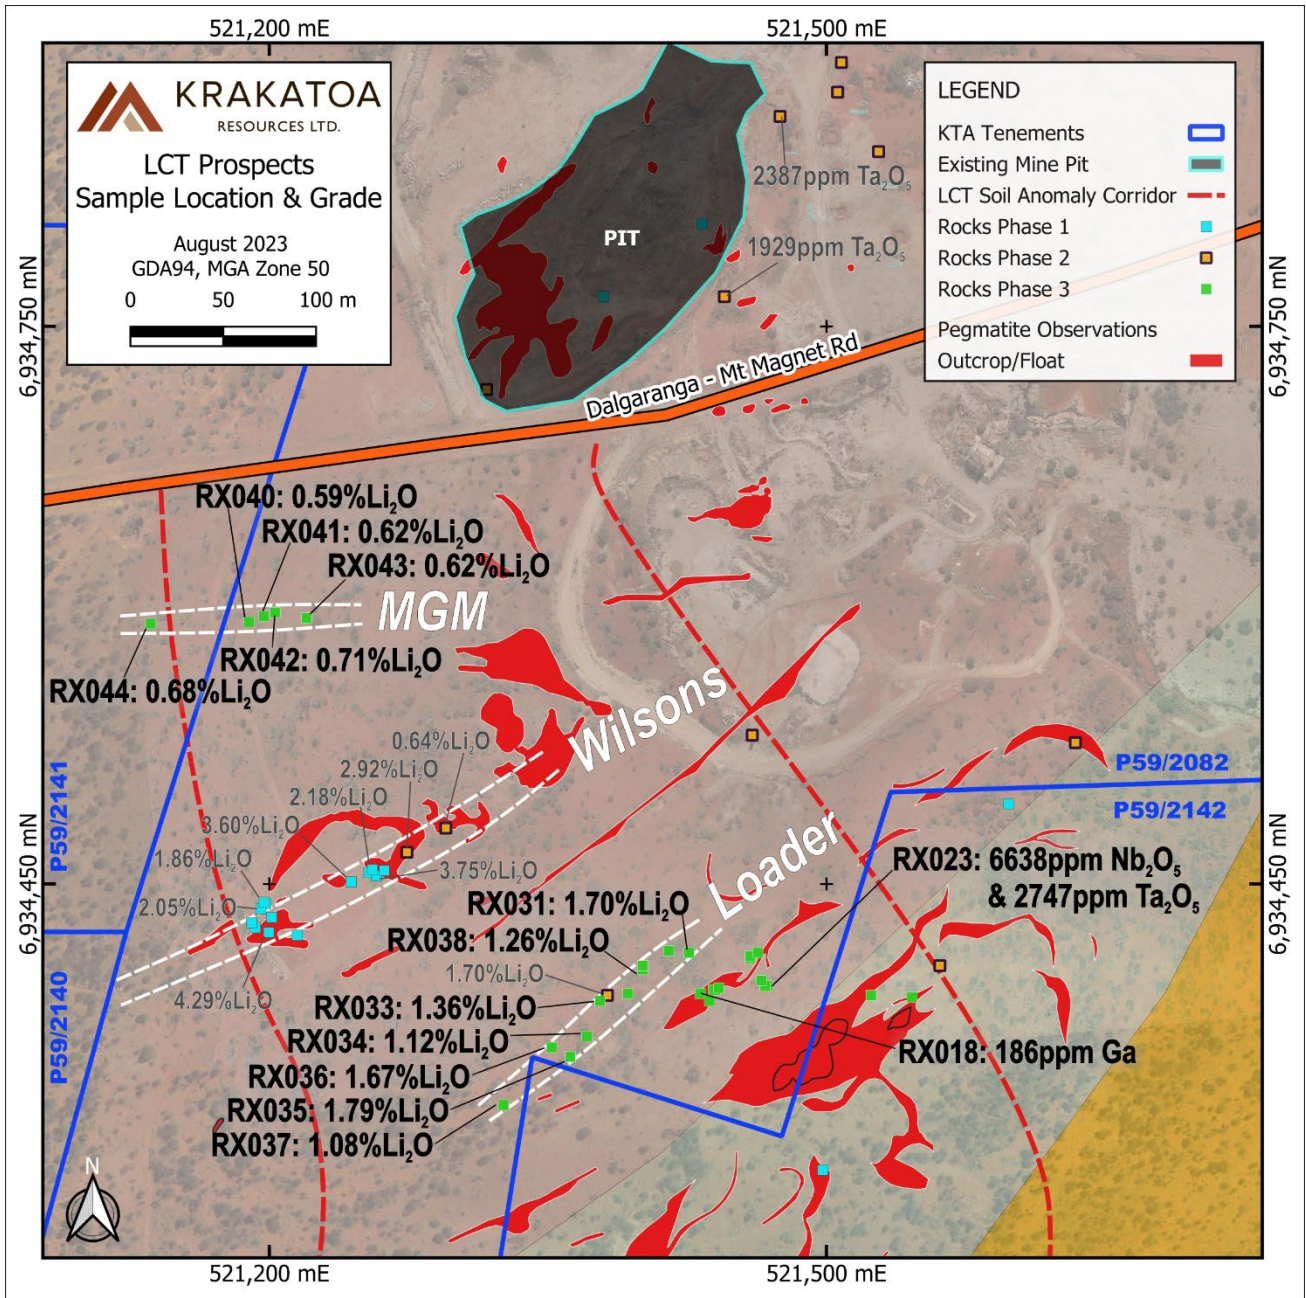 521,200 mE
521,500 mE
KRAKATOA
RESOURCES LTD.
LCT Prospects
Sample Location & Grade
August 2023
GDA94, MGA Zone 50
0 50 100 m
LEGEND
KTA Tenements
Existing Mine Pit
LCT Soil Anomaly Corridor
Rocks Phase 1
Rocks Phase 2
Rocks Phase 3
Pegmatite Observations
Outcrop/Float
6,934,750 mN
6,934,750 mN
2387ppm Ta₂O₅
PIT
1929ppm Ta₂O₅
Dalgaranga - Mt Magnet Rd
RX040: 0.59%Li₂O
RX041: 0.62%Li₂O
RX043: 0.62%Li₂O
MGM
RX042: 0.71%Li₂O
RX044: 0.68%Li₂O
Wilsons
0.64%Li₂O
2.92%Li₂O
2.18%Li₂O
3.60%Li₂O
1.86%Li₂O
3.75%Li₂O
2.05%Li₂O
4.29%Li₂O
P59/2141
P59/2140
P59/2082
P59/2142
6,934,450 mN
6,934,450 mN
Loader
RX023: 6638ppm Nb₂O₅
& 2747ppm Ta₂O₅
RX031: 1.70%Li₂O
RX038: 1.26%Li₂O
1.70%Li₂O
RX033: 1.36%Li₂O
RX034: 1.12%Li₂O
RX018: 186ppm Ga
RX036: 1.67%Li₂O
RX035: 1.79%Li₂O
RX037: 1.08%Li₂O
N
521,200 mE
521,500 mE